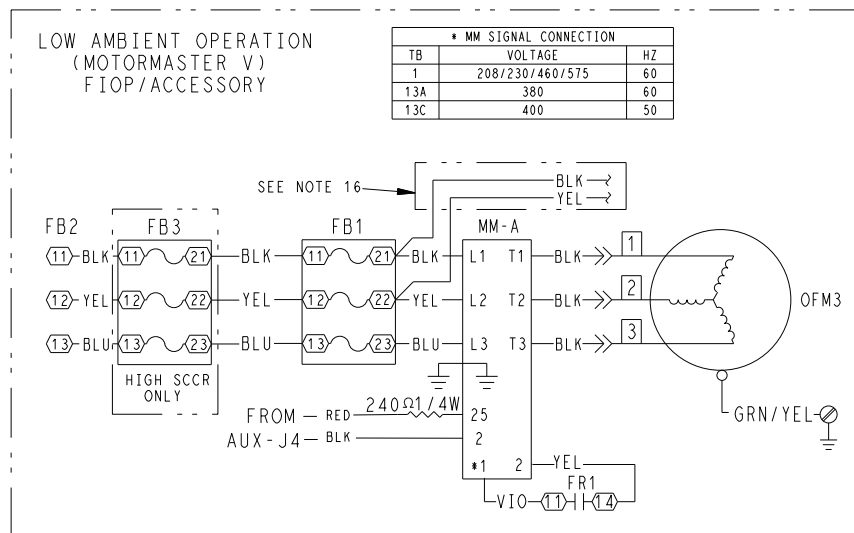 LOW AMBIENT OPERATION
(MOTORMASTER V)
FIOP/ACCESSORY
* MM SIGNAL CONNECTION
TB VOLTAGE HZ
1 208/230/460/575 60
13A 380 60
13C 400 50
SEE NOTE 16
BLK
YEL
FB2 FB3 FB1 MM-A
11 BLK 11 21 BLK 11 21 BLK L1 T1 BLK 1
12 YEL 12 22 YEL 12 22 YEL L2 T2 BLK 2 OFM3
13 BLU 13 23 BLU 13 23 BLU L3 T3 BLK 3
HIGH SCCR
ONLY
FROM RED 240Ω1/4W 25
AUX-J4 BLK 2
GRN/YEL
*1 2 YEL
FR1
VIO 11 14